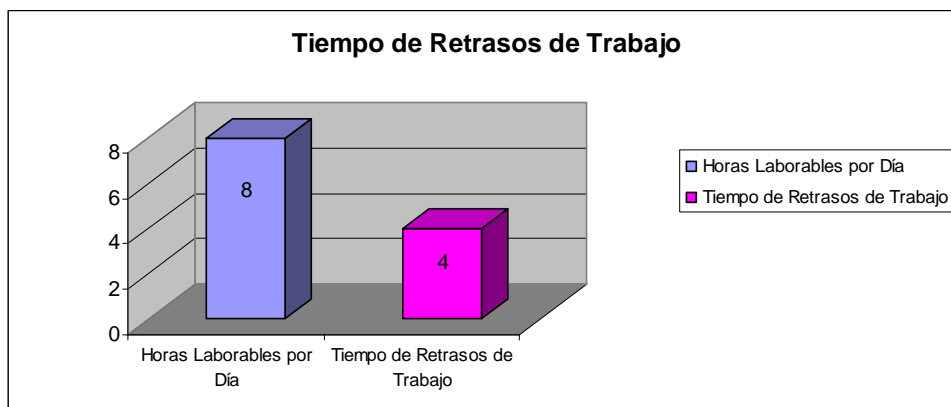 Tiempo de Retrasos de Trabajo
8
6
4
2
0
8
4
Horas Laborables por
Día
Tiempo de Retrasos de
Trabajo
Horas Laborables por Día
Tiempo de Retrasos de Trabajo